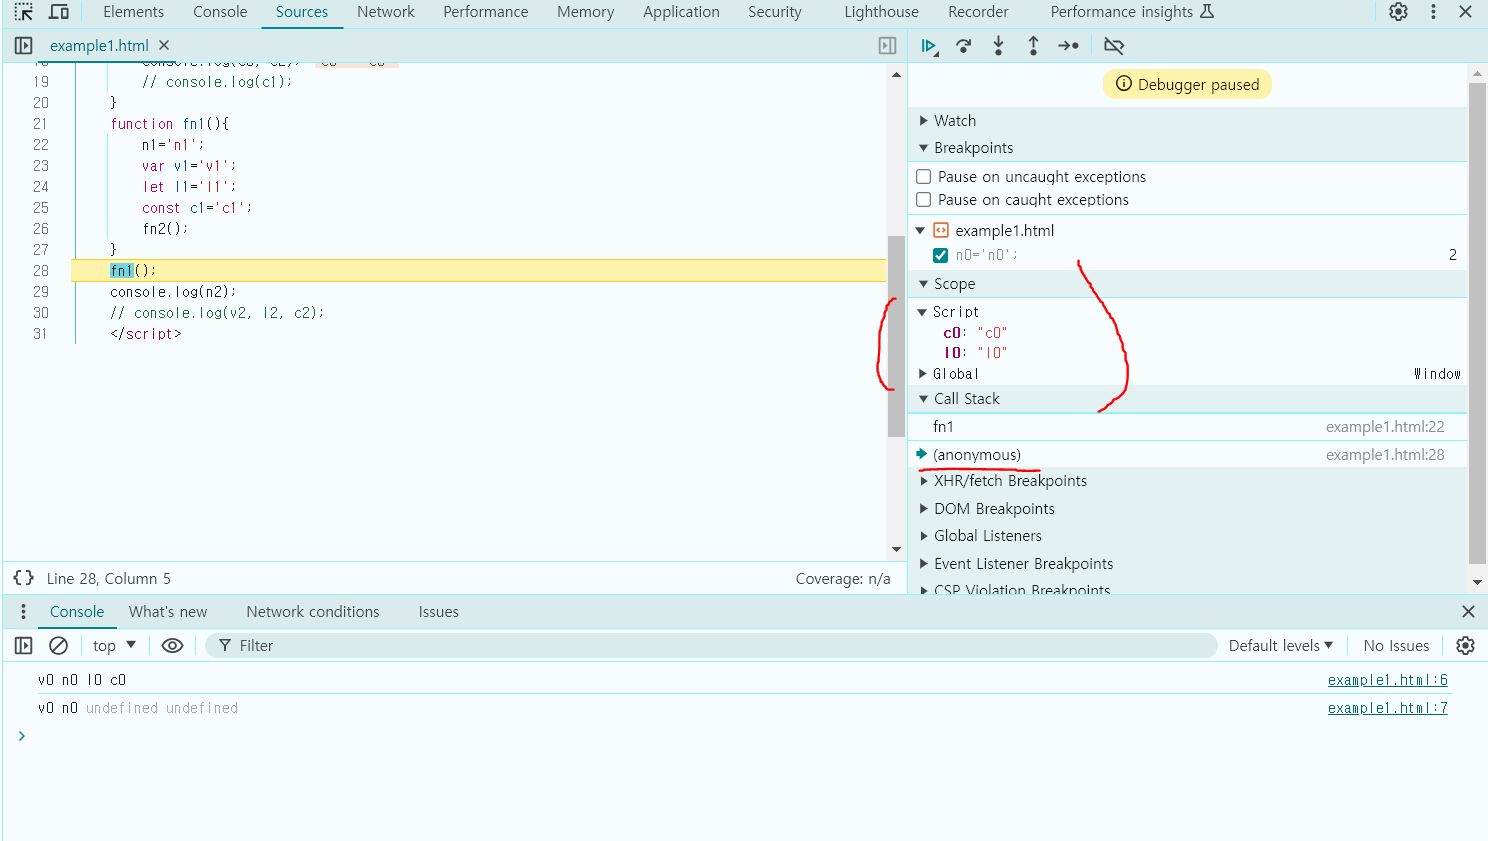 Elements Console Sources Network Performance Memory Application Security Lighthouse Recorder Performance insights
example1.html
19 // console.log(c1);
20 }
21 function fn1(){
22 n1='n1';
23 var v1='v1';
24 let l1='l1';
25 const c1='c1';
26 fn2();
27 }
28 fn1();
29 console.log(n2);
30 // console.log(v2, l2, c2);
31 </script>
{} Line 28, Column 5 Coverage: n/a
Debugger paused
Watch
Breakpoints
Pause on uncaught exceptions
Pause on caught exceptions
example1.html
n0='n0'; 2
Scope
Script
c0: "c0"
l0: "l0"
Global Window
Call Stack
fn1 example1.html:22
(anonymous) example1.html:28
XHR/fetch Breakpoints
DOM Breakpoints
Global Listeners
Event Listener Breakpoints
CSP Violation Breakpoints
Console What's new Network conditions Issues
top Filter Default levels No Issues
v0 n0 l0 c0 example1.html:6
v0 n0 undefined undefined example1.html:7